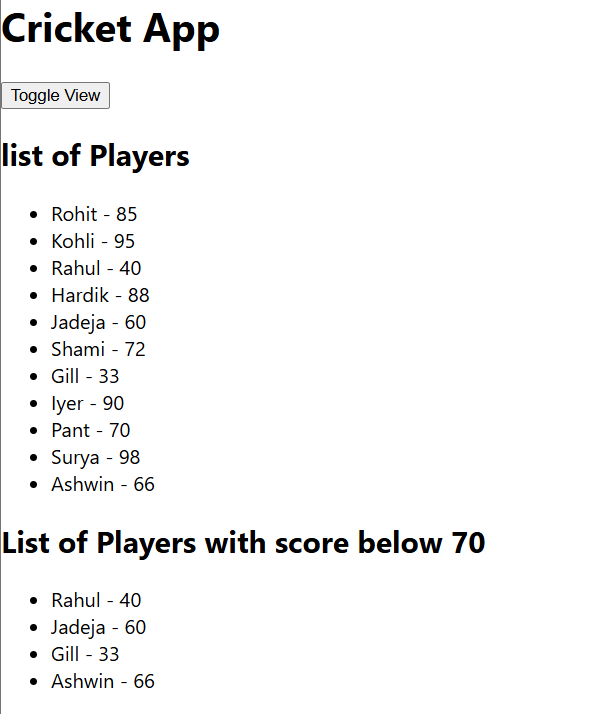 Cricket App
Toggle View
list of Players
Rohit - 85
Kohli - 95
Rahul - 40
Hardik - 88
Jadeja - 60
Shami - 72
Gill - 33
Iyer - 90
Pant - 70
Surya - 98
Ashwin - 66
List of Players with score below 70
Rahul - 40
Jadeja - 60
Gill - 33
Ashwin - 66